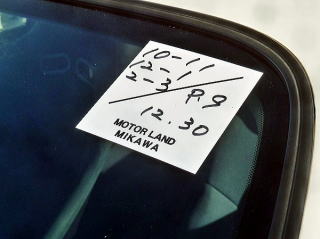 10-11
12-1
2-3 P.9
12.30
MOTOR LAND
MIKAWA